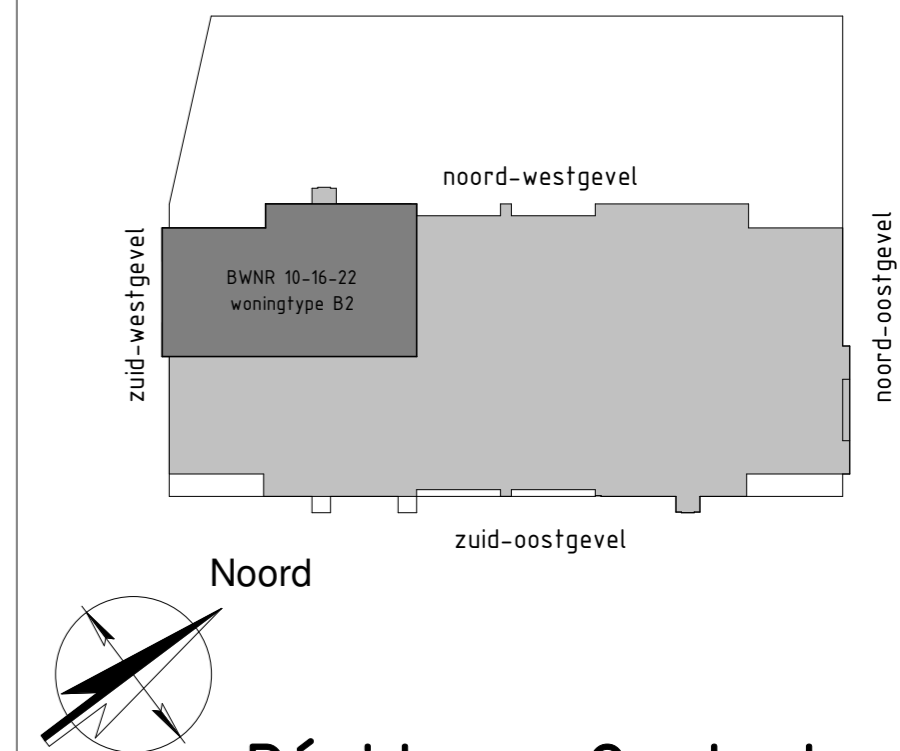 noord-westgevel
zuid-westgevel
BWNR 10-16-22
woningtype B2
noord-oostgevel
zuid-oostgevel
Noord